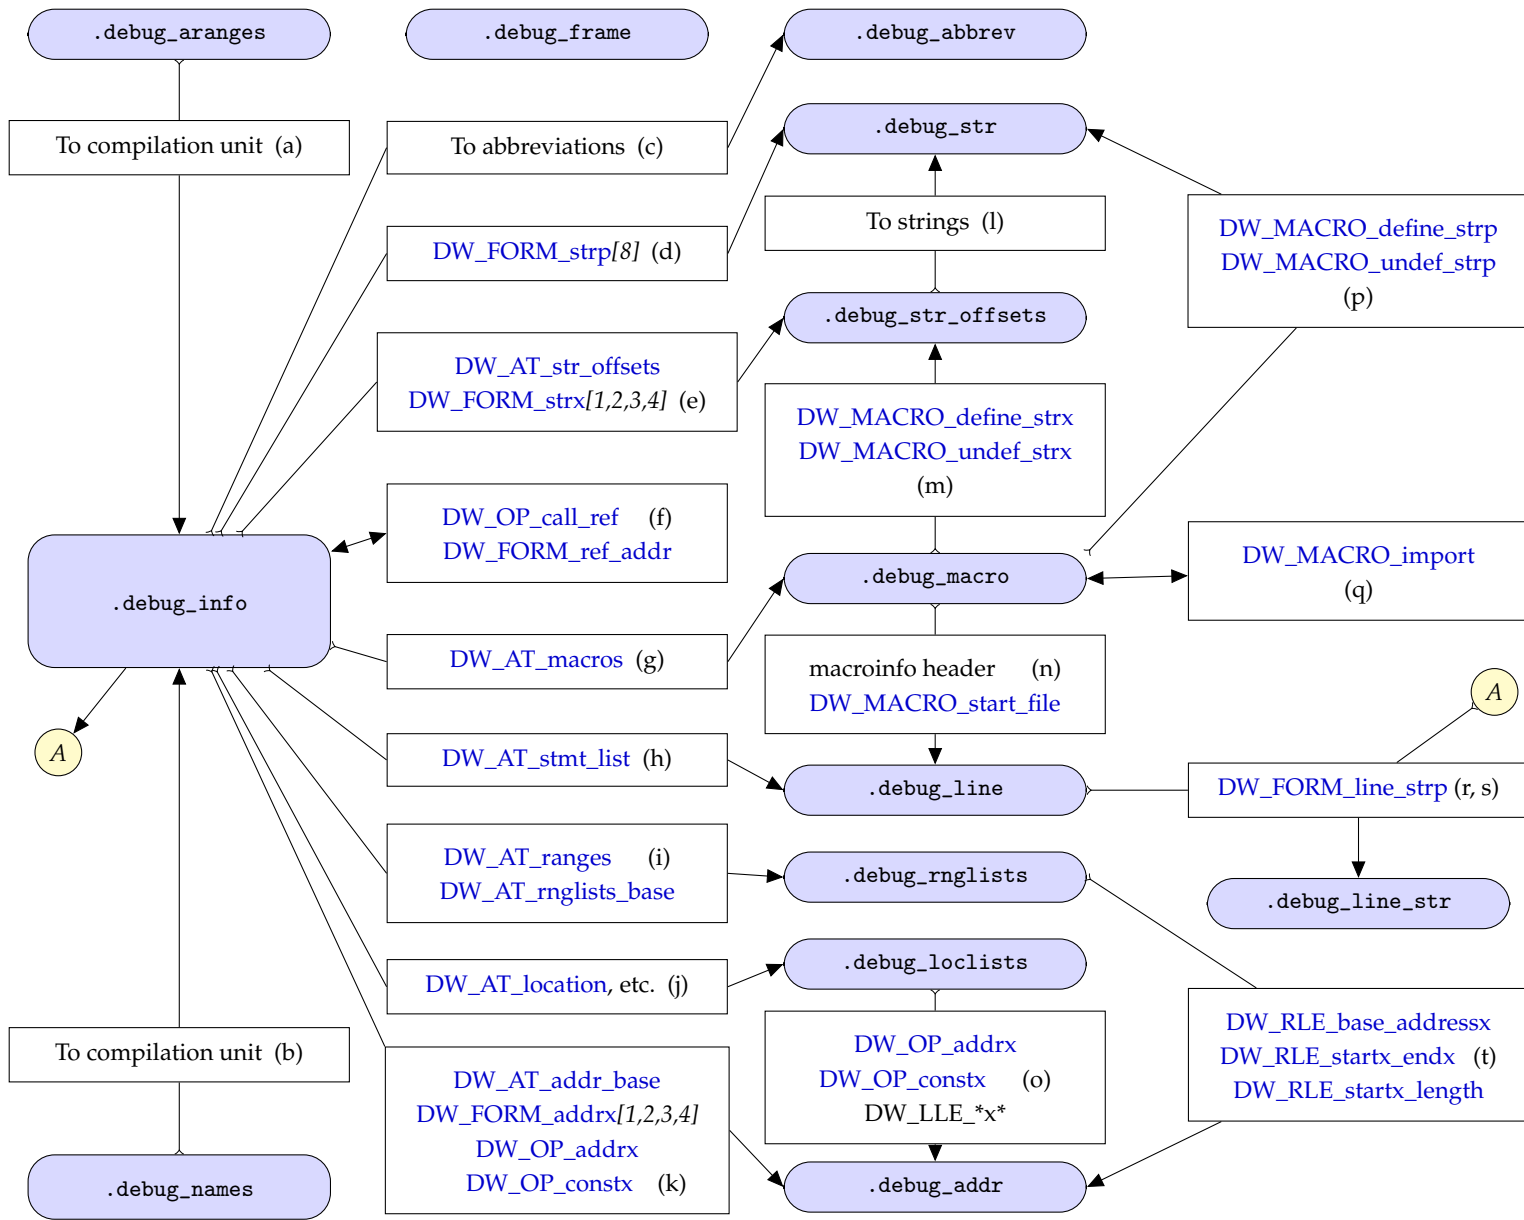 .debug_aranges
.debug_frame
.debug_abbrev
To compilation unit (a)
To abbreviations (c)
.debug_str
DW_FORM_strp[8] (d)
To strings (l)
DW_MACRO_define_strp
DW_MACRO_undef_strp
(p)
.debug_str_offsets
DW_AT_str_offsets
DW_FORM_strx[1,2,3,4] (e)
DW_MACRO_define_strx
DW_MACRO_undef_strx
(m)
DW_OP_call_ref (f)
DW_FORM_ref_addr
.debug_info
.debug_macro
DW_MACRO_import
(q)
DW_AT_macros (g)
macroinfo header (n)
DW_MACRO_start_file
A
A
DW_AT_stmt_list (h)
.debug_line
DW_FORM_line_strp (r, s)
DW_AT_ranges (i)
DW_AT_rnglists_base
.debug_rnglists
.debug_line_str
DW_AT_location, etc. (j)
.debug_loclists
To compilation unit (b)
DW_AT_addr_base
DW_FORM_addrx[1,2,3,4]
DW_OP_addrx
DW_OP_constx (k)
DW_OP_addrx
DW_OP_constx (o)
DW_LLE_*x*
DW_RLE_base_addressx
DW_RLE_startx_endx (t)
DW_RLE_startx_length
.debug_names
.debug_addr